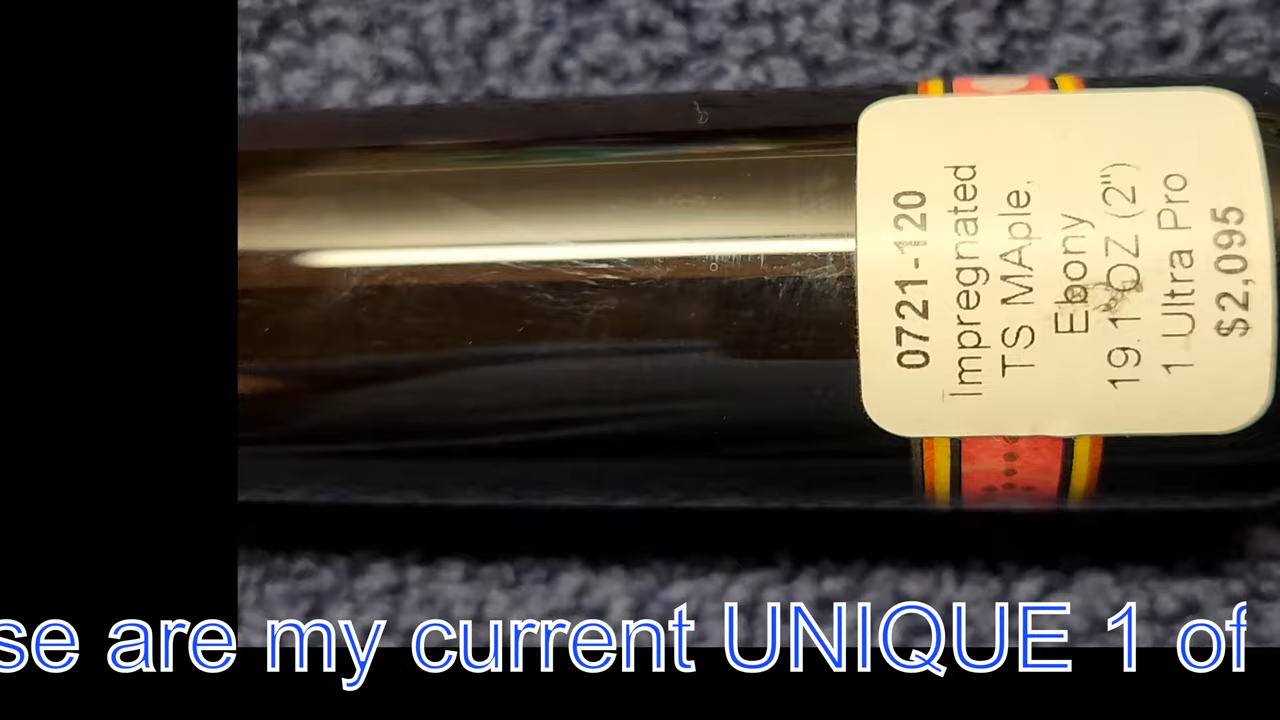 0721-120
Impregnated
TS MAple,
Ebony
19.1 OZ (2")
1 Ultra Pro
$2,095
se are my current UNIQUE 1 of